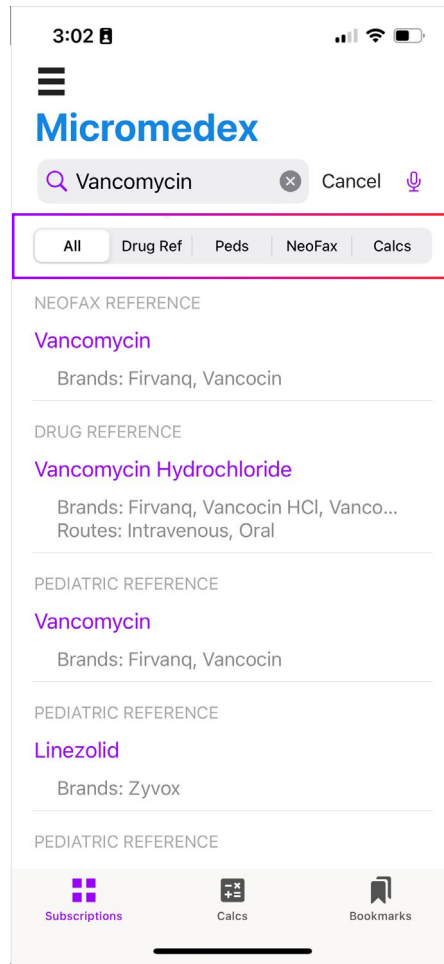 3:02
Micromedex
Vancomycin Cancel
All Drug Ref Peds NeoFax Calcs
NEOFAX REFERENCE
Vancomycin
Brands: Firvanq, Vancocin
DRUG REFERENCE
Vancomycin Hydrochloride
Brands: Firvanq, Vancocin HCl, Vanco...
Routes: Intravenous, Oral
PEDIATRIC REFERENCE
Vancomycin
Brands: Firvanq, Vancocin
PEDIATRIC REFERENCE
Linezolid
Brands: Zyvox
PEDIATRIC REFERENCE
Subscriptions Calcs Bookmarks